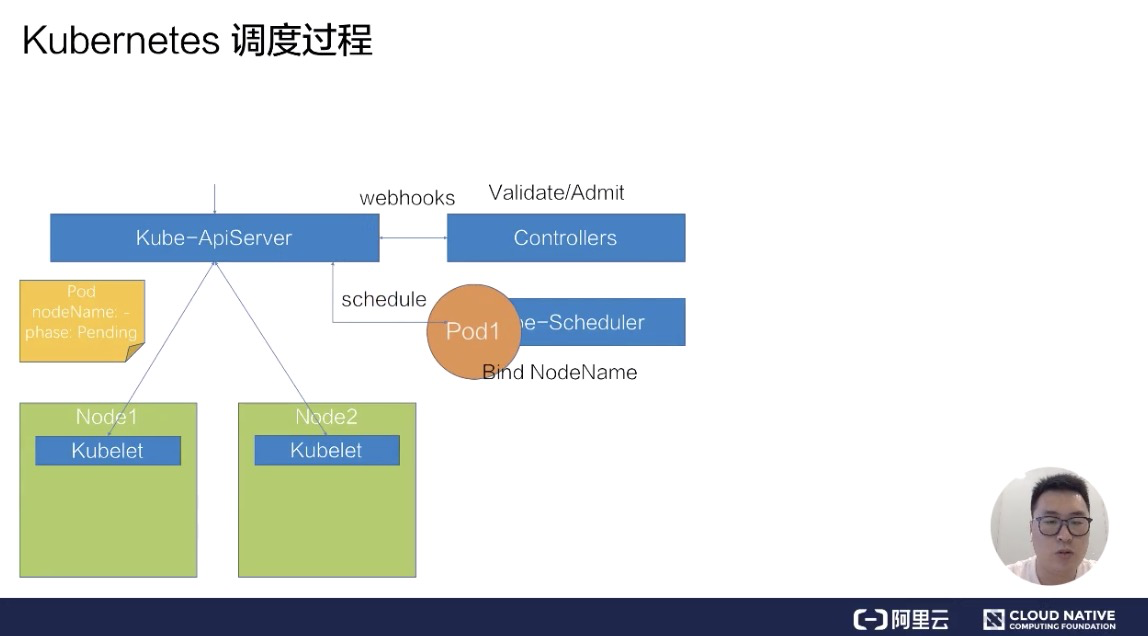 Kubernetes 调度过程
webhooks
Validate/Admit
Kube-ApiServer
Controllers
Pod
nodeName: -
phase: Pending
schedule
Pod1
be-Scheduler
Bind NodeName
Node1
Kubelet
Node2
Kubelet
阿里云
CLOUD NATIVE
COMPUTING FOUNDATION